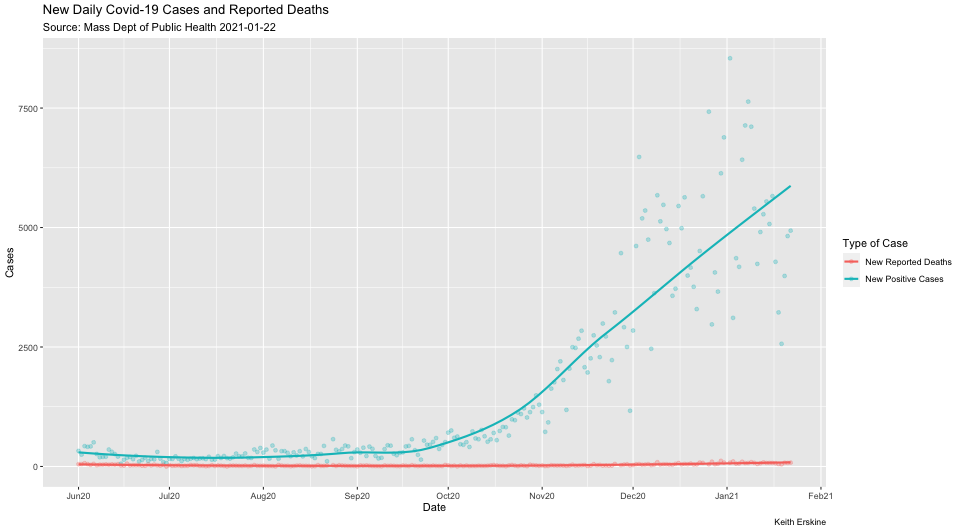 New Daily Covid-19 Cases and Reported Deaths
Source: Mass Dept of Public Health 2021-01-22
7500
5000
2500
0
Cases
Jun20 Jul20 Aug20 Sep20 Oct20 Nov20 Dec20 Jan21 Feb21
Date
Type of Case
New Reported Deaths
New Positive Cases
Keith Erskine